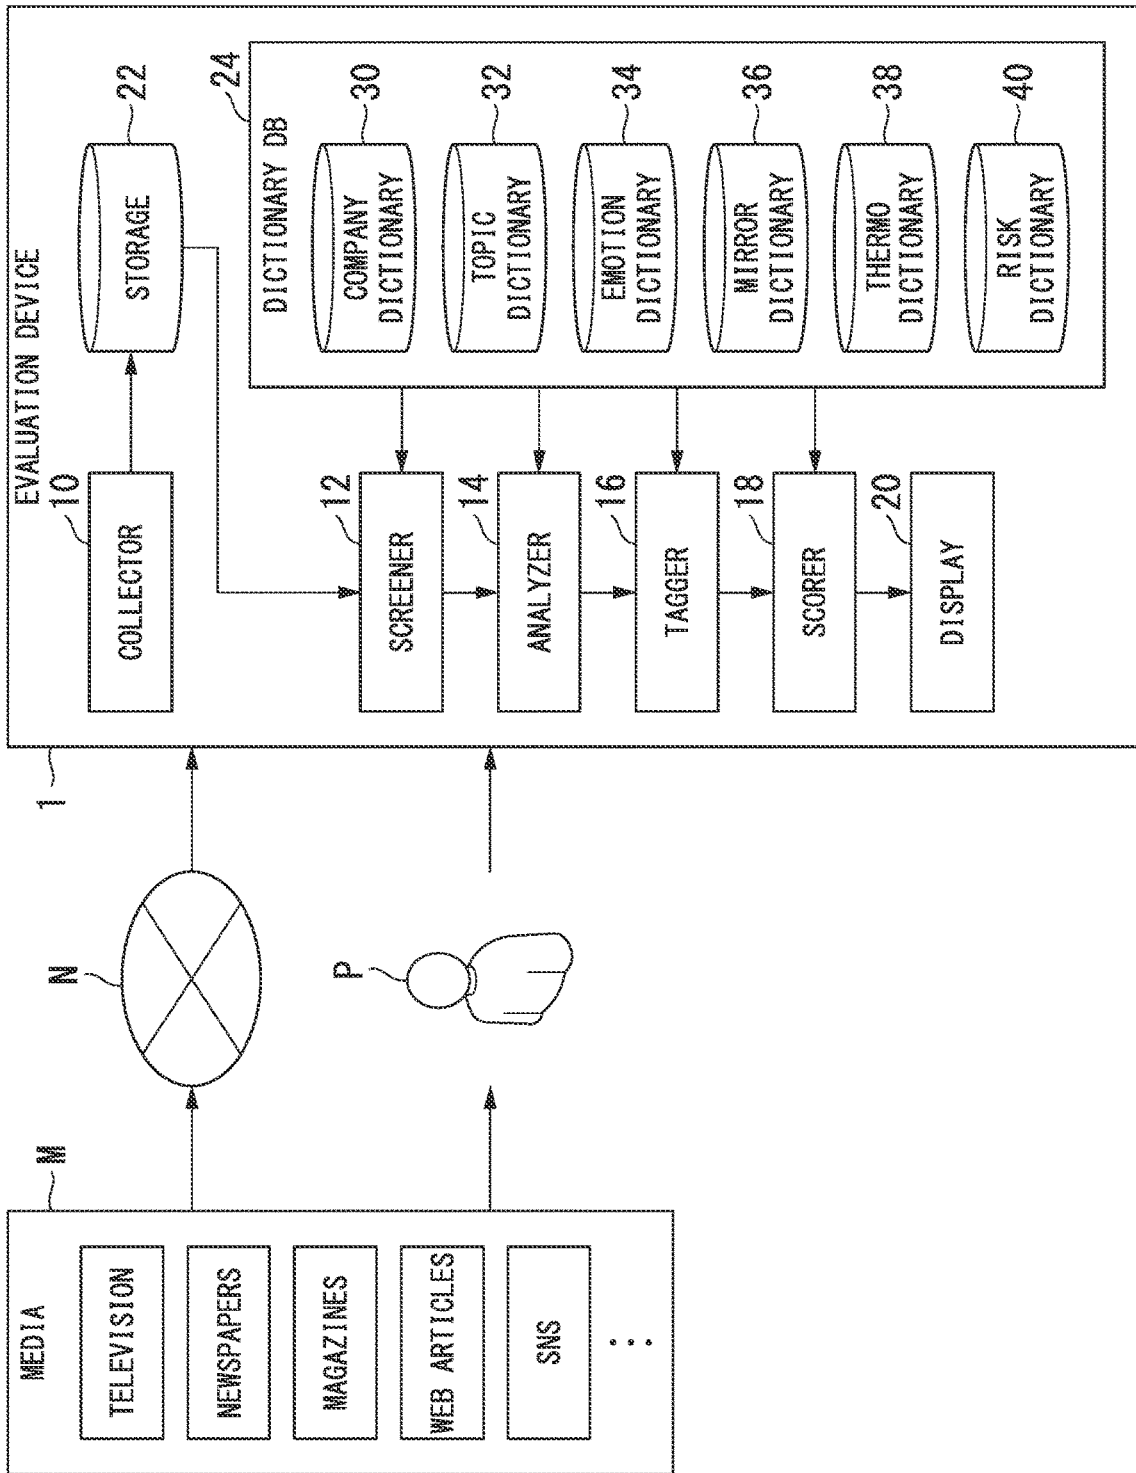 MEDIA
M
TELEVISION
NEWSPAPERS
MAGAZINES
WEB ARTICLES
SNS
...
N
P
1
EVALUATION DEVICE
10
COLLECTOR
22
STORAGE
12
SCREENER
14
ANALYZER
16
TAGGER
18
SCORER
20
DISPLAY
24
DICTIONARY DB
30
COMPANY
DICTIONARY
32
TOPIC
DICTIONARY
34
EMOTION
DICTIONARY
36
MIRROR
DICTIONARY
38
THERMO
DICTIONARY
40
RISK
DICTIONARY